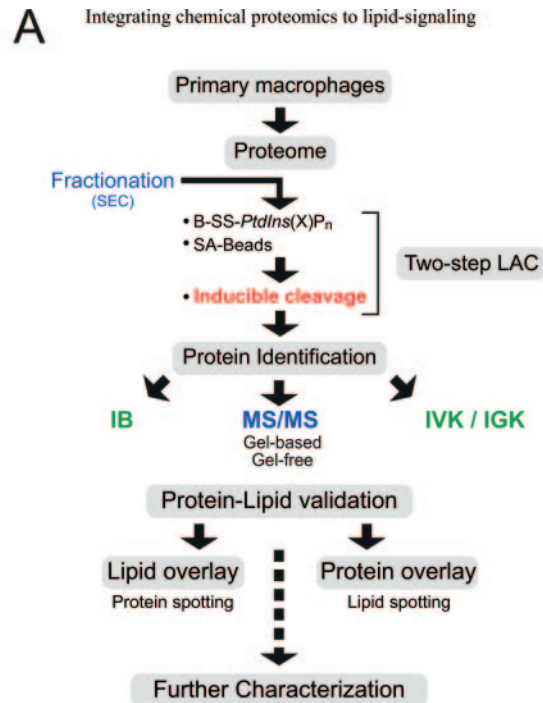 A
Integrating chemical proteomics to lipid-signaling
Primary macrophages
Proteome
Fractionation
(SEC)
• B-SS-PtdIns(X)Pn
• SA-Beads
Two-step LAC
• Inducible cleavage
Protein Identification
IB
MS/MS
IVK / IGK
Gel-based
Gel-free
Protein-Lipid validation
Lipid overlay
Protein overlay
Protein spotting
Lipid spotting
Further Characterization